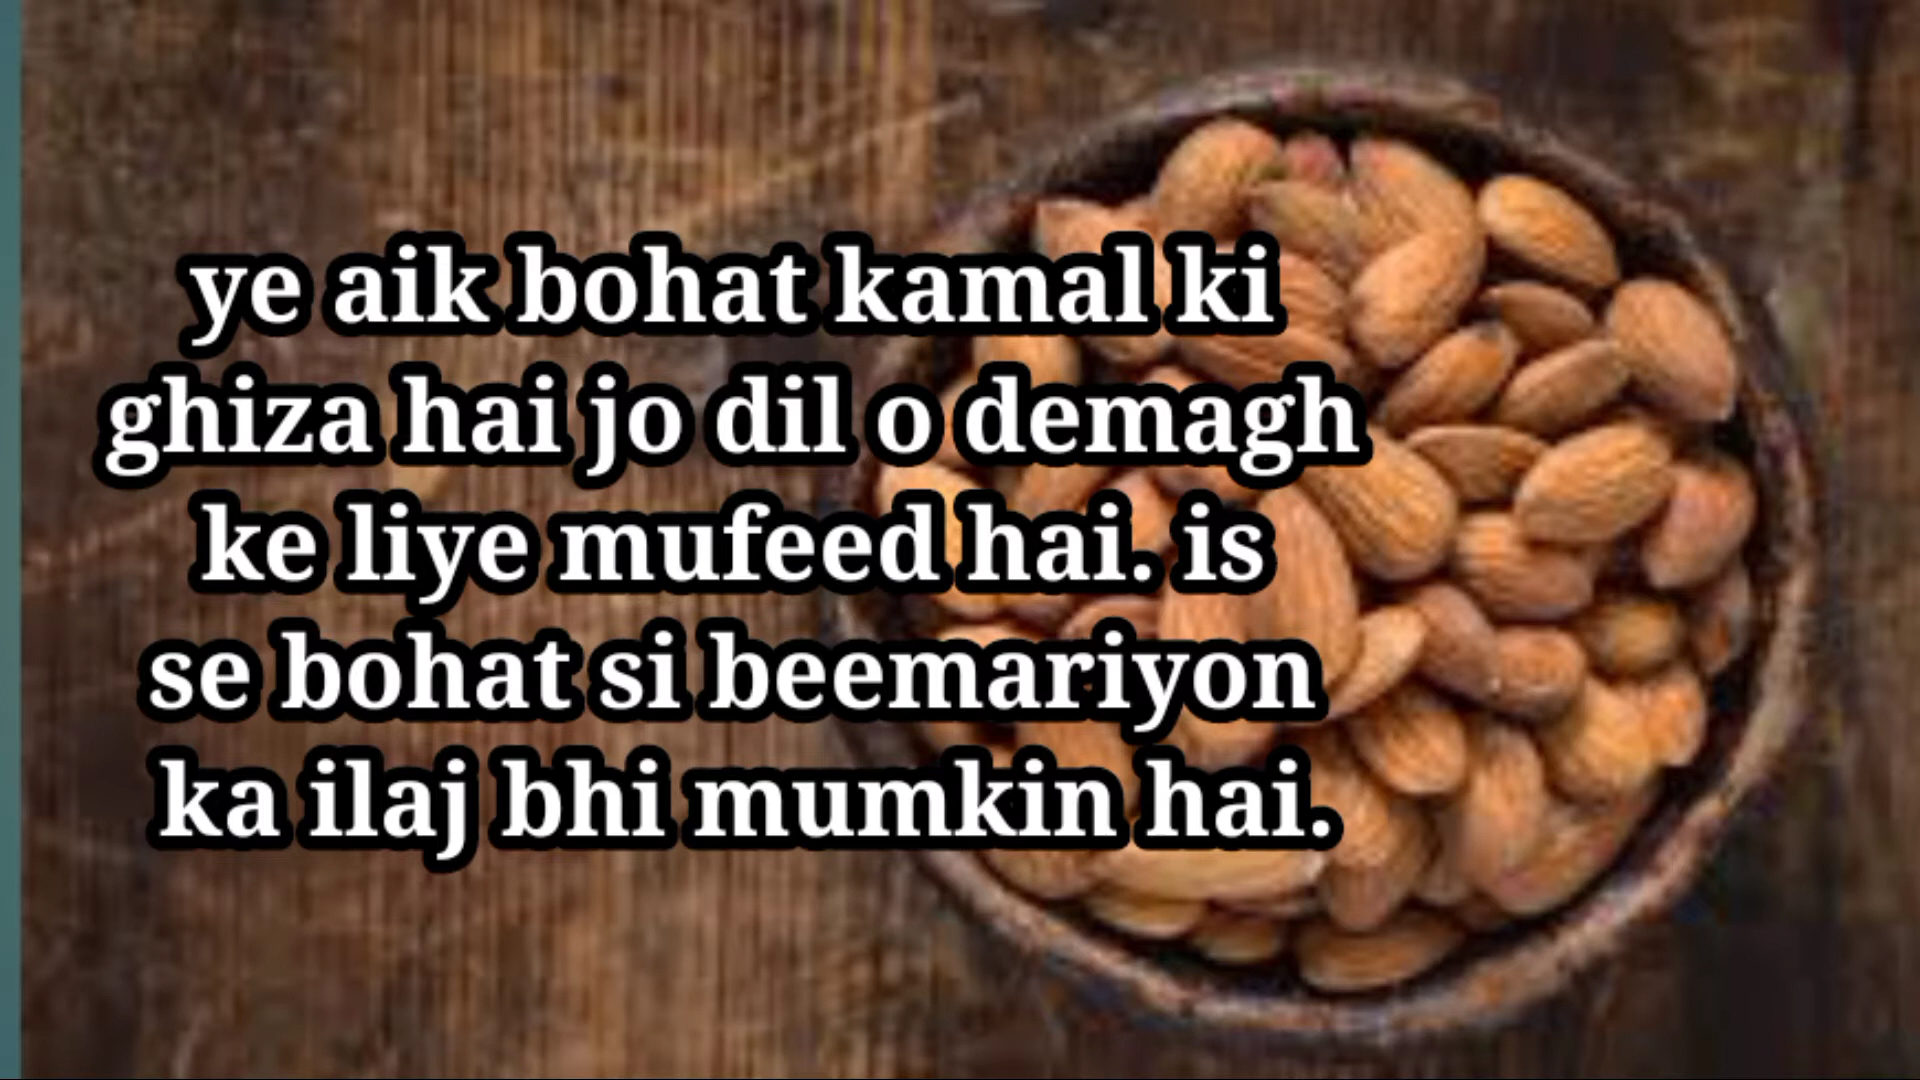 ye aik bohat kamal ki
ghiza hai jo dil o demagh
ke liye mufeed hai. is
se bohat si beemariyon
ka ilaj bhi mumkin hai.